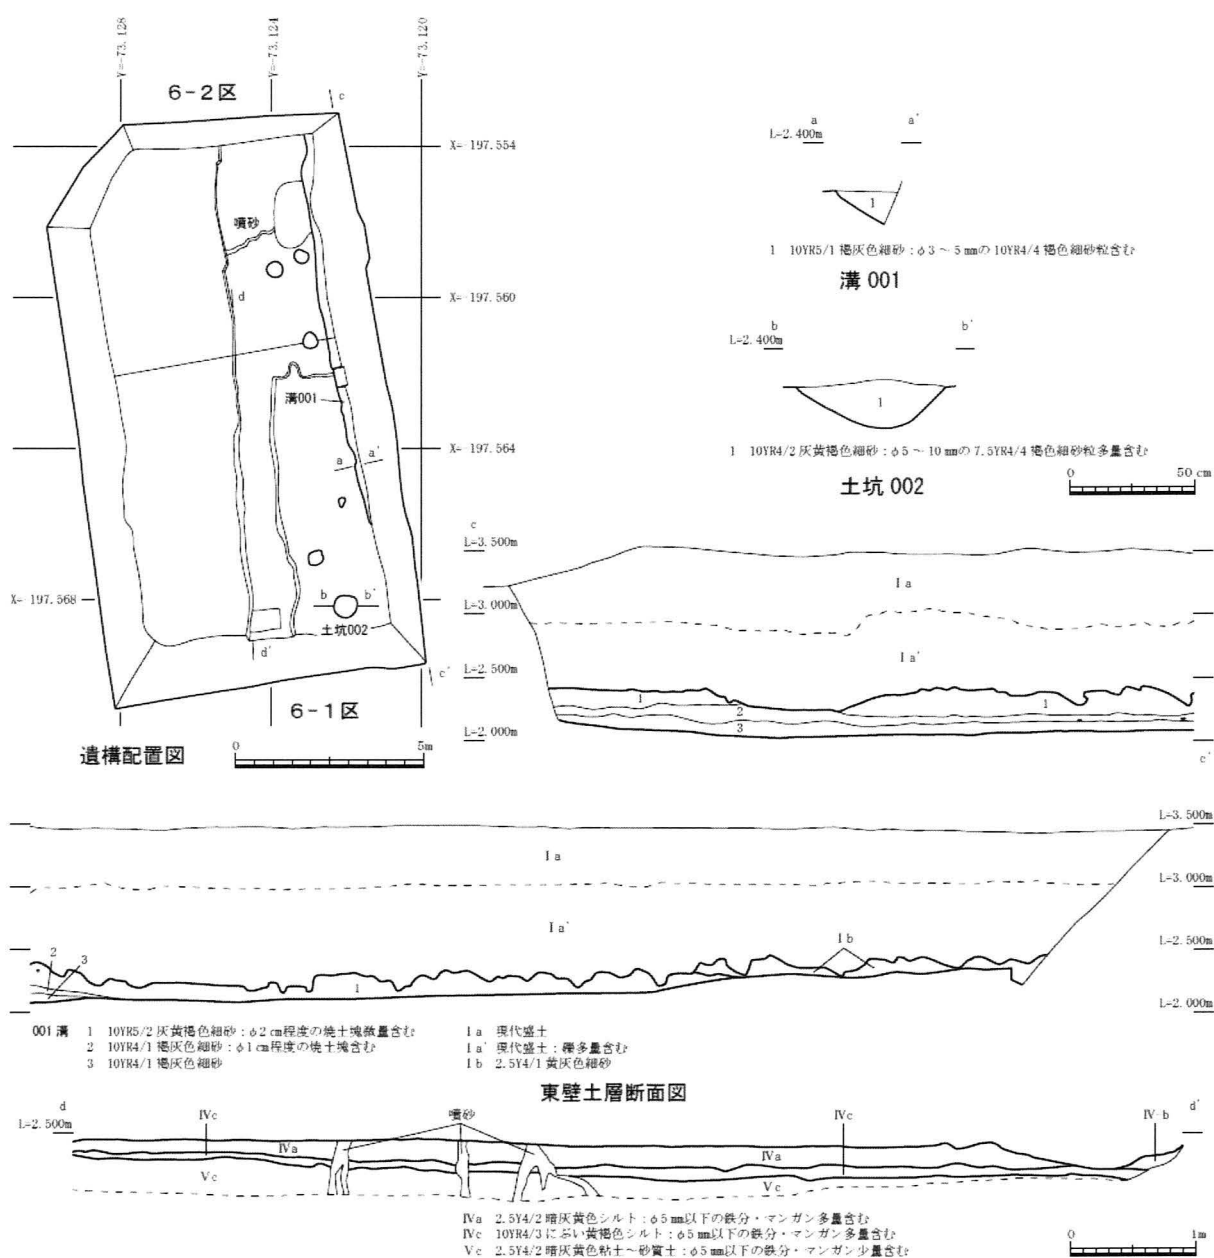 Y=-73.128
Y=-73.124
Y=-73.120
6-2区
c
X=-197.554
噴砂
d
X=-197.560
溝001
X=-197.564
a a'
X=-197.568
b b'
土坑002
d'
c'
6-1区
遺構配置図
0 5m
a a'
L=2.400m
1
1 10YR5/1 褐灰色細砂:φ3～5㎜の10YR4/4 褐色細砂粒含む
溝 001
b b'
L=2.400m
1
1 10YR4/2 灰黄褐色細砂:φ5～10㎜の7.5YR4/4 褐色細砂粒多量含む
土坑 002
0 50 cm
c
L=3.500m
Ⅰa
L=3.000m
Ⅰa'
L=2.500m
1 2 1
3
L=2.000m
c'
L=3.500m
Ⅰa
L=3.000m
Ⅰa'
Ⅰb
L=2.500m
2 3
1
L=2.000m
001 溝 1 10YR5/2 灰黄褐色細砂:φ2㎝程度の焼土塊微量含む
2 10YR4/1 褐灰色細砂:φ1㎝程度の焼土塊含む
3 10YR4/1 褐灰色細砂
Ⅰa 現代盛土
Ⅰa' 現代盛土:礫多量含む
Ⅰb 2.5Y4/1 黄灰色細砂
東壁土層断面図
d Ⅳc 噴砂 Ⅳc Ⅳ-b d'
L=2.500m
Ⅳa Ⅳa
Ⅴc Ⅴc
Ⅳa 2.5Y4/2 暗灰黄色シルト:φ5㎜以下の鉄分・マンガン多量含む
Ⅳc 10YR4/3 にぶい黄褐色シルト:φ5㎜以下の鉄分・マンガン多量含む
Ⅴc 2.5Y4/2 暗灰黄色粘土～砂質土:φ5㎜以下の鉄分・マンガン少量含む
0 1m